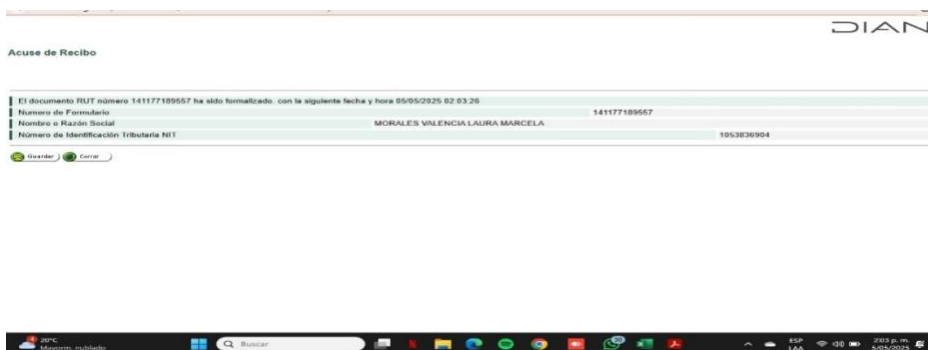 DIAN
Acuse de Recibo
El documento RUT número 141177189557 ha sido formalizado. con la siguiente fecha y hora 05/05/2025 02:03:26
Numero de Formulario 141177189557
Nombre o Razón Social MORALES VALENCIA LAURA MARCELA
Número de Identificación Tributaria NIT 1053836904
Guardar Cerrar
20°C
Mayorm. nublado
Buscar
ESP
LAA
2:03 p. m.
5/05/2025